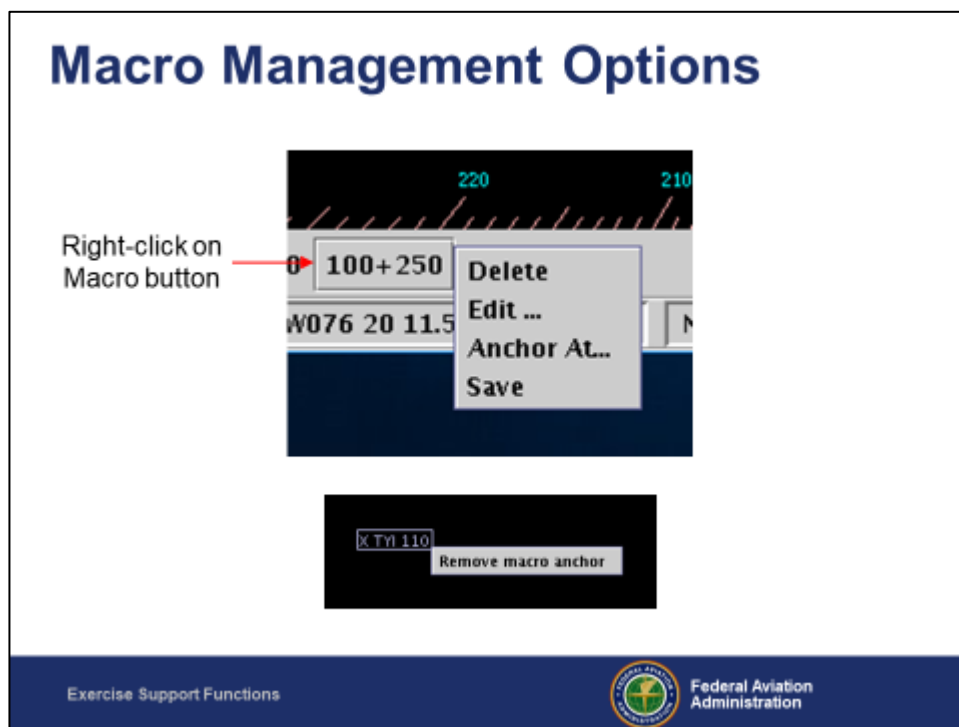 Macro Management Options
220 210
Right-click on
Macro button
100+250
Delete
Edit ...
Anchor At...
Save
W076 20 11.5
X TYI 110
Remove macro anchor
Exercise Support Functions
Federal Aviation
Administration